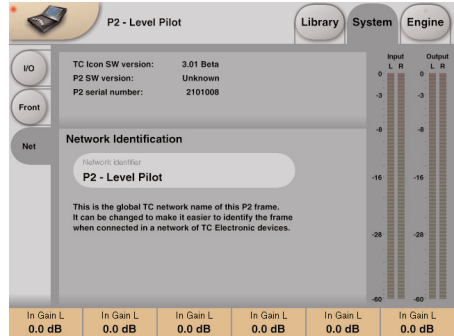 P2 - Level Pilot
Library
System
Engine
I/O
Front
Net
TC Icon SW version: 3.01 Beta
P2 SW version: Unknown
P2 serial number: 2101008
Network Identification
Network identifier
P2 - Level Pilot
This is the global TC network name of this P2 frame.
It can be changed to make it easier to identify the frame
when connected in a network of TC Electronic devices.
Input Output
L R L R
0 0
-3 -3
-8 -8
-16 -16
-28 -28
-60 -60
In Gain L In Gain L In Gain L In Gain L In Gain L In Gain L
0.0 dB 0.0 dB 0.0 dB 0.0 dB 0.0 dB 0.0 dB